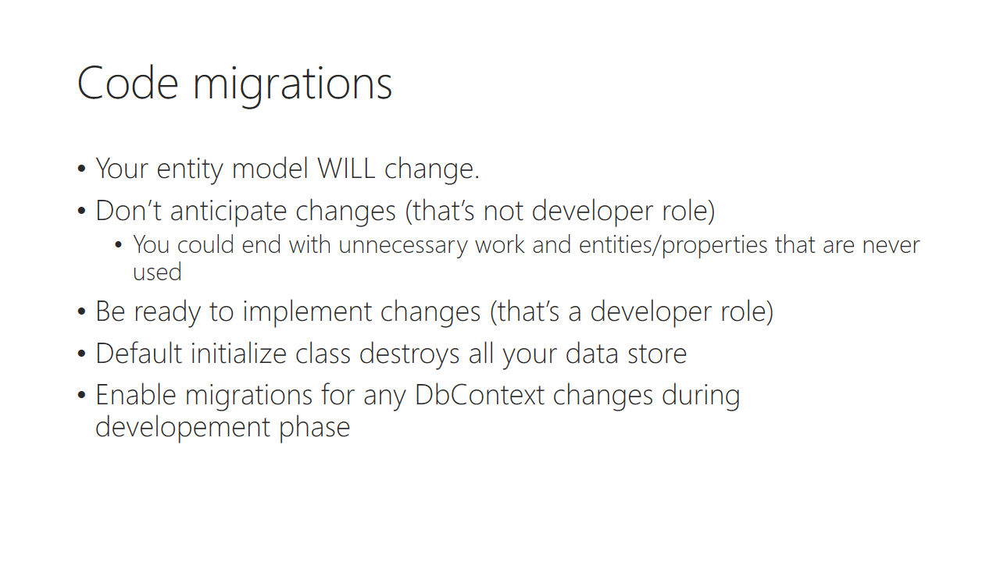 Code migrations
• Your entity model WILL change.
• Don’t anticipate changes (that’s not developer role)
• You could end with unnecessary work and entities/properties that are never
used
• Be ready to implement changes (that’s a developer role)
• Default initialize class destroys all your data store
• Enable migrations for any DbContext changes during
developement phase